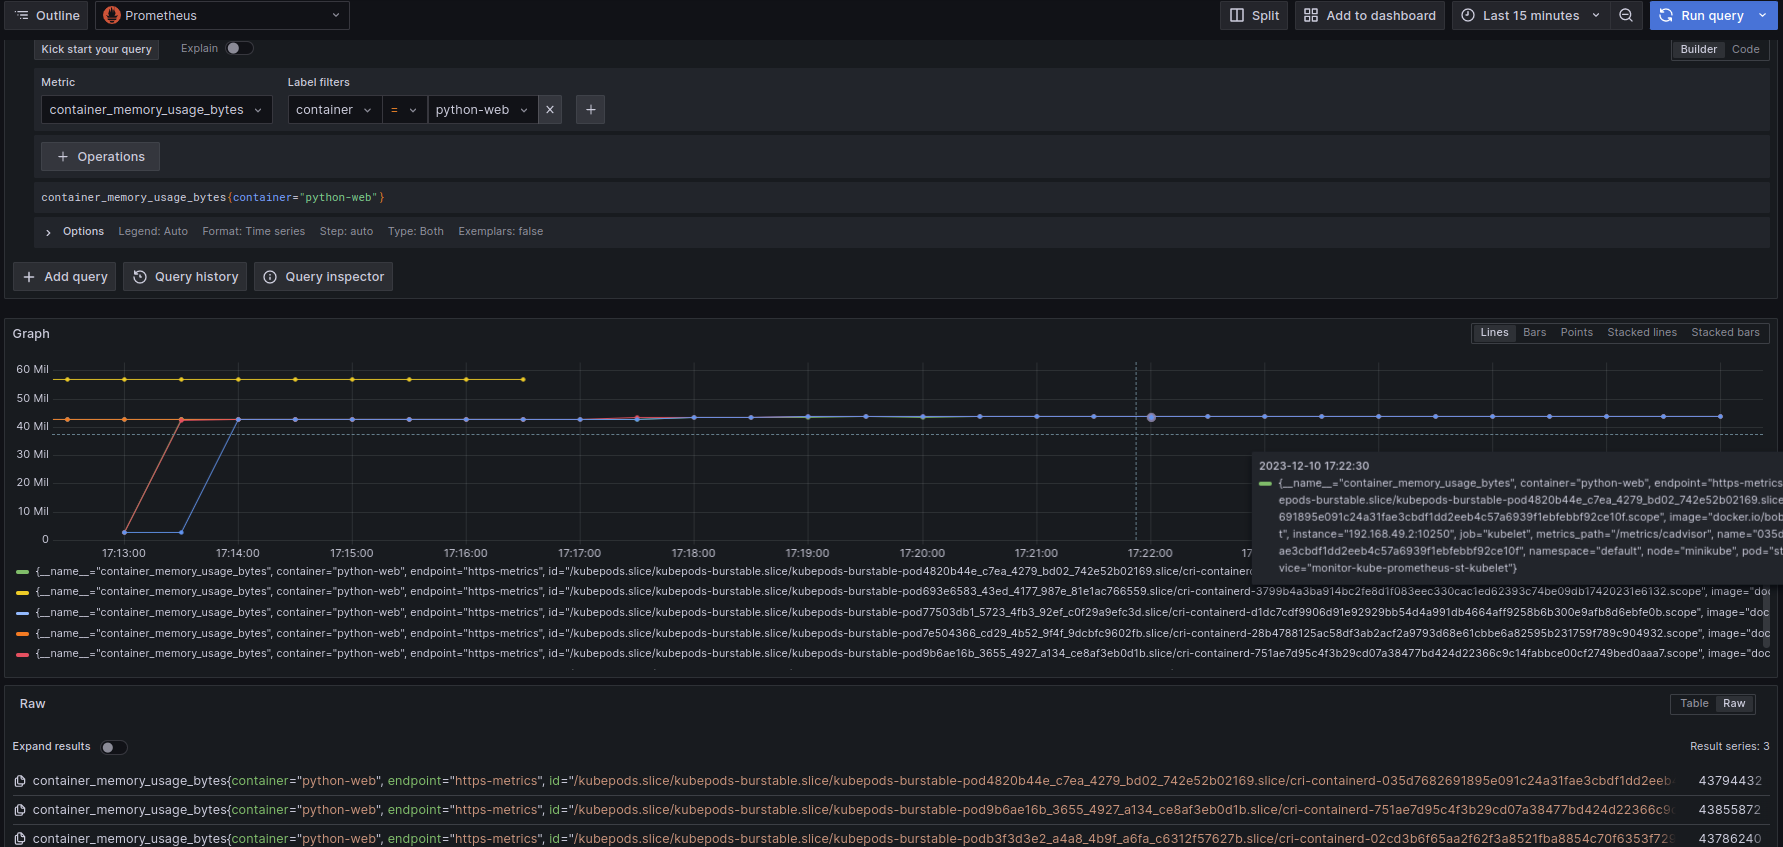 Outline Prometheus Split Add to dashboard Last 15 minutes Run query
Kick start your query Explain Builder Code
Metric Label filters
container_memory_usage_bytes container = python-web × +
+ Operations
container_memory_usage_bytes{container="python-web"}
Options Legend: Auto Format: Time series Step: auto Type: Both Exemplars: false
+ Add query Query history Query inspector
Graph Lines Bars Points Stacked lines Stacked bars
60 Mil
50 Mil
40 Mil
30 Mil
20 Mil
10 Mil
0
17:13:00 17:14:00 17:15:00 17:16:00 17:17:00 17:18:00 17:19:00 17:20:00 17:21:00 17:22:00 17
2023-12-10 17:22:30
{__name__="container_memory_usage_bytes", container="python-web", endpoint="https-metrics
epods-burstable.slice/kubepods-burstable-pod4820b44e_c7ea_4279_bd02_742e52b02169.slice
691895e091c24a31fae3cbdf1dd2eeb4c57a6939f1ebfebbf92ce10f.scope", image="docker.io/bob
t", instance="192.168.49.2:10250", job="kubelet", metrics_path="/metrics/cadvisor", name="035d
ae3cbdf1dd2eeb4c57a6939f1ebfebbf92ce10f", namespace="default", node="minikube", pod="st
vice="monitor-kube-prometheus-st-kubelet"}
{__name__="container_memory_usage_bytes", container="python-web", endpoint="https-metrics", id="/kubepods.slice/kubepods-burstable.slice/kubepods-burstable-pod4820b44e_c7ea_4279_bd02_742e52b02169.slice/cri-containerd
{__name__="container_memory_usage_bytes", container="python-web", endpoint="https-metrics", id="/kubepods.slice/kubepods-burstable.slice/kubepods-burstable-pod693e6583_43ed_4177_987e_81e1ac766559.slice/cri-containerd-3799b4a3ba914bc2fe8d1f083eec330cac1ed62393c74be09db17420231e6132.scope", image="doc
{__name__="container_memory_usage_bytes", container="python-web", endpoint="https-metrics", id="/kubepods.slice/kubepods-burstable.slice/kubepods-burstable-pod77503db1_5723_4fb3_92ef_c0f29a9efc3d.slice/cri-containerd-d1dc7cdf9906d91e92929bb54d4a991db4664aff9258b6b300e9afb8d6ebfe0b.scope", image="doc
{__name__="container_memory_usage_bytes", container="python-web", endpoint="https-metrics", id="/kubepods.slice/kubepods-burstable.slice/kubepods-burstable-pod7e504366_cd29_4b52_9f4f_9dcbfc9602fb.slice/cri-containerd-28b4788125ac58df3ab2acf2a9793d68e61cbbe6a82595b231759f789c904932.scope", image="doc
{__name__="container_memory_usage_bytes", container="python-web", endpoint="https-metrics", id="/kubepods.slice/kubepods-burstable.slice/kubepods-burstable-pod9b6ae16b_3655_4927_a134_ce8af3eb0d1b.slice/cri-containerd-751ae7d95c4f3b29cd07a38477bd424d22366c9c14fabbce00cf2749bed0aaa7.scope", image="doc
Raw Table Raw
Expand results Result series: 3
container_memory_usage_bytes{container="python-web", endpoint="https-metrics", id="/kubepods.slice/kubepods-burstable.slice/kubepods-burstable-pod4820b44e_c7ea_4279_bd02_742e52b02169.slice/cri-containerd-035d7682691895e091c24a31fae3cbdf1dd2eeb 43794432
container_memory_usage_bytes{container="python-web", endpoint="https-metrics", id="/kubepods.slice/kubepods-burstable.slice/kubepods-burstable-pod9b6ae16b_3655_4927_a134_ce8af3eb0d1b.slice/cri-containerd-751ae7d95c4f3b29cd07a38477bd424d22366c9c 43855872
container_memory_usage_bytes{container="python-web", endpoint="https-metrics", id="/kubepods.slice/kubepods-burstable.slice/kubepods-burstable-podb3f3d3e2_a4a8_4b9f_a6fa_c6312f57627b.slice/cri-containerd-02cd3b6f65aa2f62f3a8521fba8854c70f6353f729 43786240